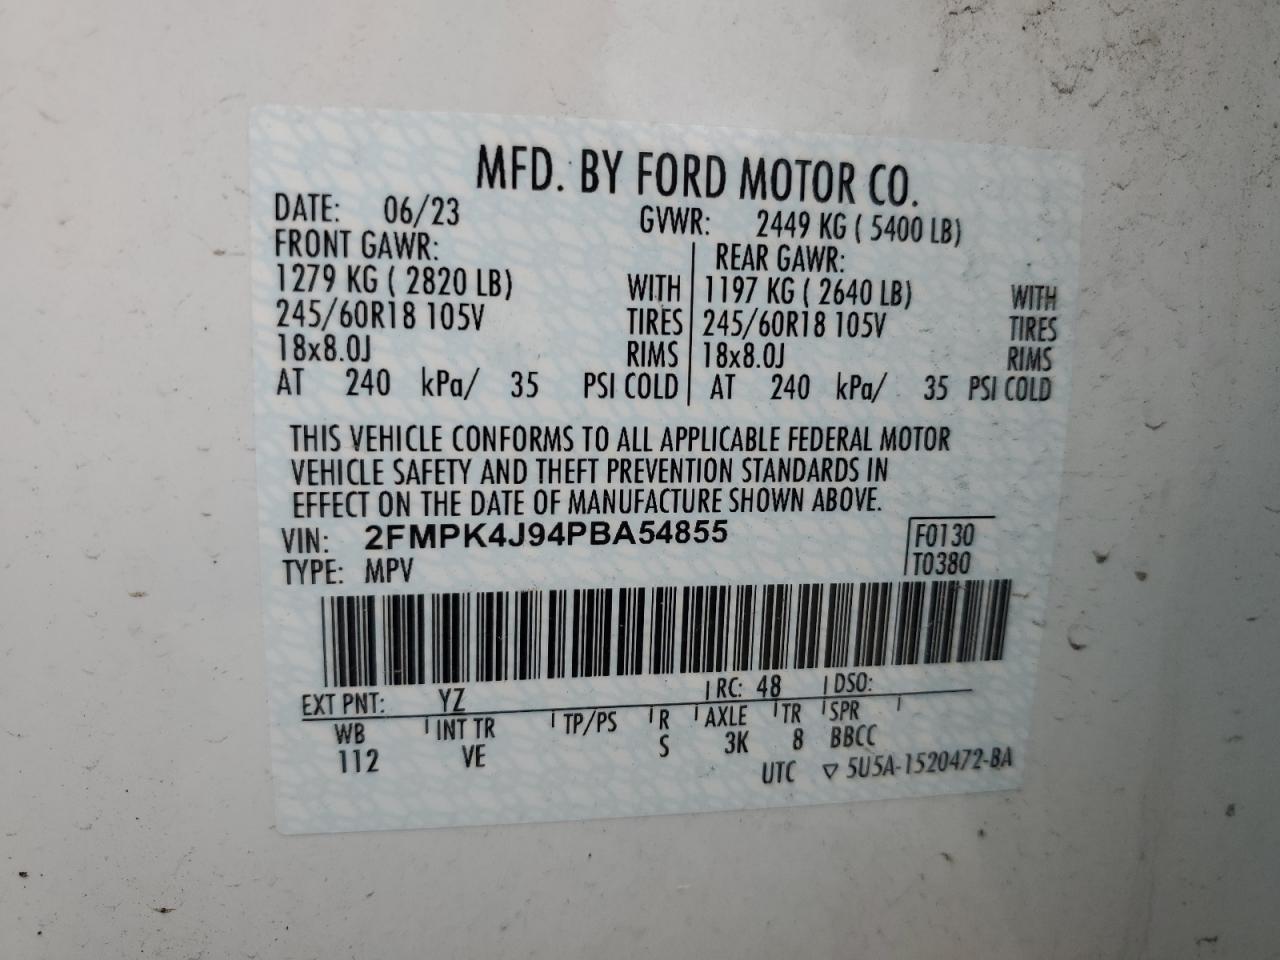 MFD. BY FORD MOTOR CO.
DATE: 06/23 GVWR: 2449 KG ( 5400 LB)
FRONT GAWR: REAR GAWR:
1279 KG ( 2820 LB) WITH 1197 KG ( 2640 LB) WITH
245/60R18 105V TIRES 245/60R18 105V TIRES
18x8.0J RIMS 18x8.0J RIMS
AT 240 kPa/ 35 PSI COLD AT 240 kPa/ 35 PSI COLD
THIS VEHICLE CONFORMS TO ALL APPLICABLE FEDERAL MOTOR
VEHICLE SAFETY AND THEFT PREVENTION STANDARDS IN
EFFECT ON THE DATE OF MANUFACTURE SHOWN ABOVE.
VIN: 2FMPK4J94PBA54855 F0130
TYPE: MPV T0380
EXT PNT: YZ RC: 48 DSO:
WB INT TR TP/PS R AXLE TR SPR
112 VE S 3K 8 BBCC
UTC ▽ 5U5A-1520472-BA